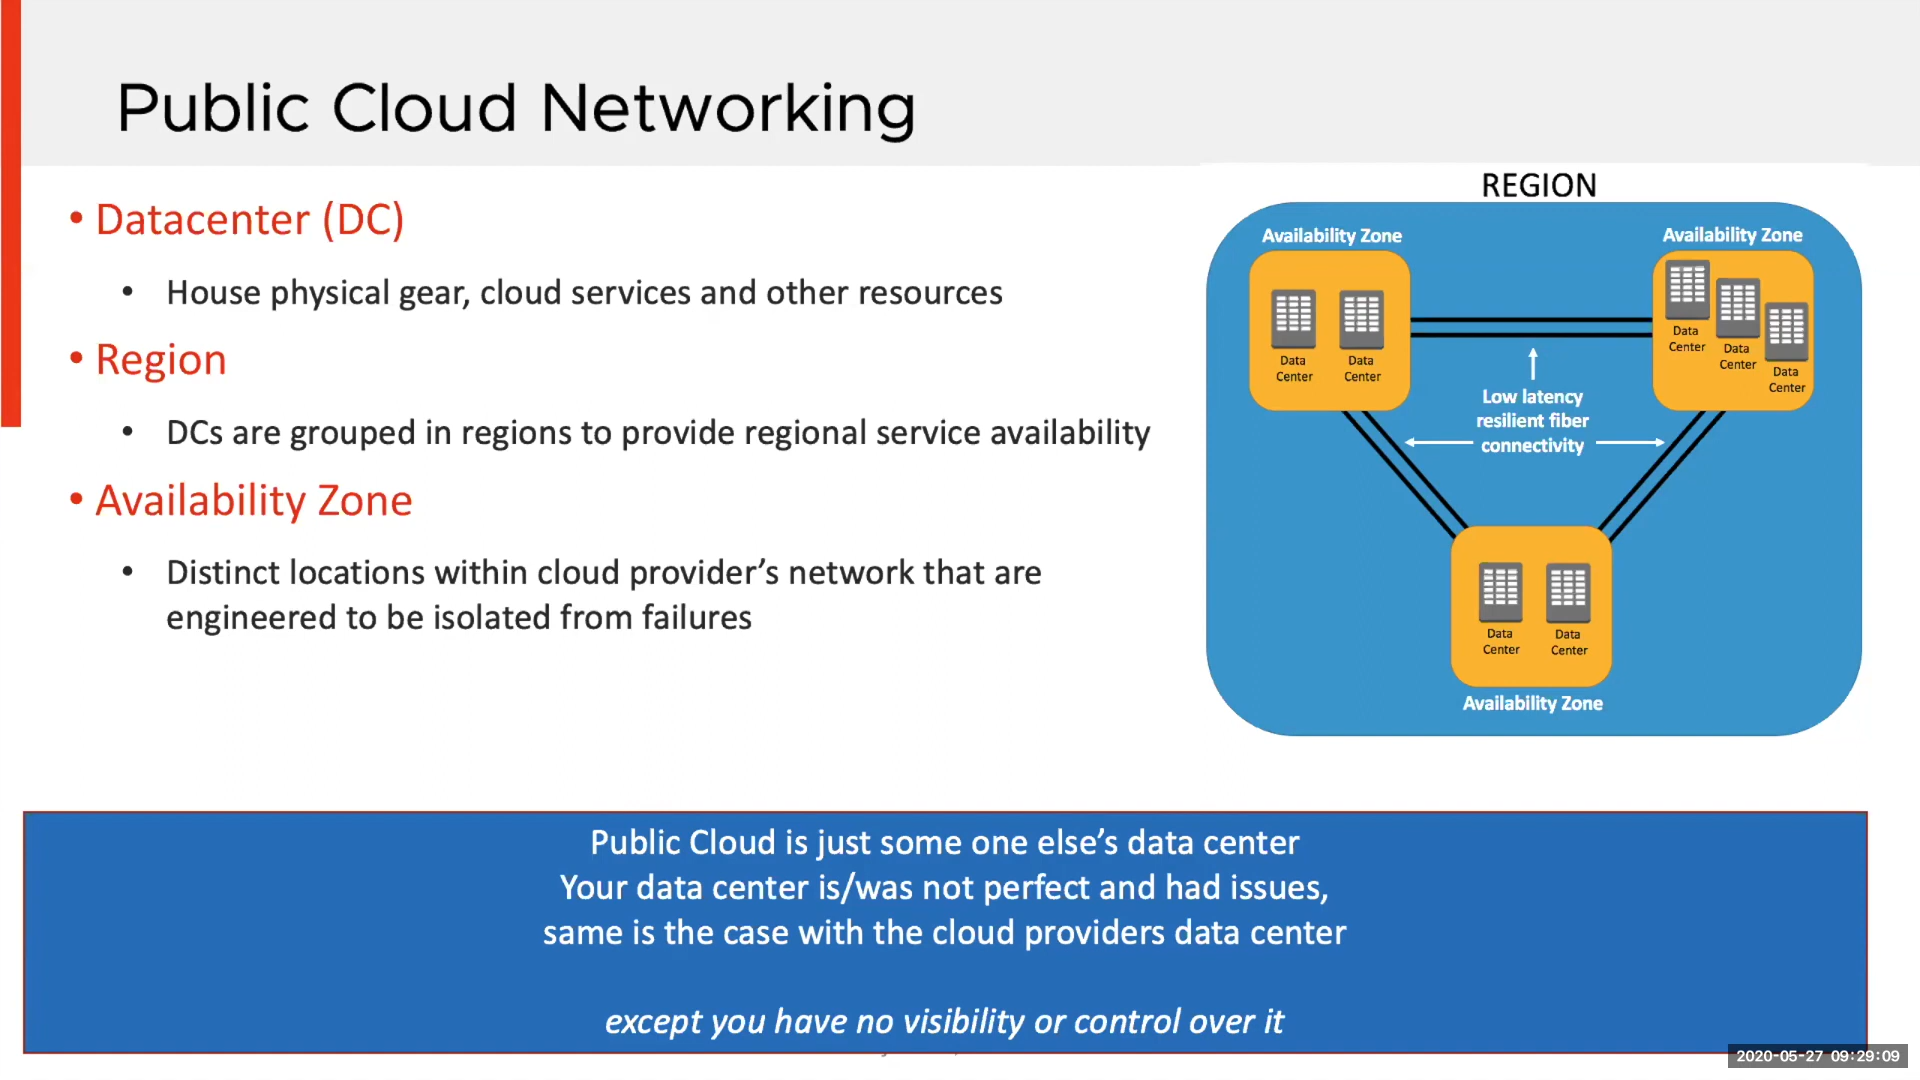 Public Cloud Networking
• Datacenter (DC)
• House physical gear, cloud services and other resources
• Region
• DCs are grouped in regions to provide regional service availability
• Availability Zone
• Distinct locations within cloud provider’s network that are
engineered to be isolated from failures
REGION
Availability Zone
Data
Center
Data
Center
Availability Zone
Data
Center
Data
Center
Data
Center
Low latency
resilient fiber
connectivity
Data
Center
Data
Center
Availability Zone
Public Cloud is just some one else’s data center
Your data center is/was not perfect and had issues,
same is the case with the cloud providers data center
except you have no visibility or control over it
2020-05-27 09:29:09